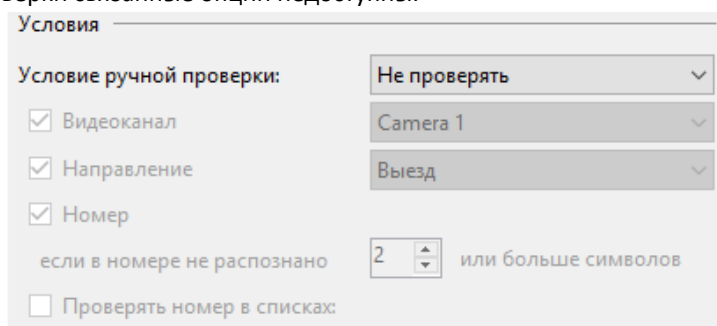 Условия
Условие ручной проверки: Не проверять
Видеоканал Camera 1
Направление Выезд
Номер
если в номере не распознано 2 или больше символов
Проверять номер в списках: